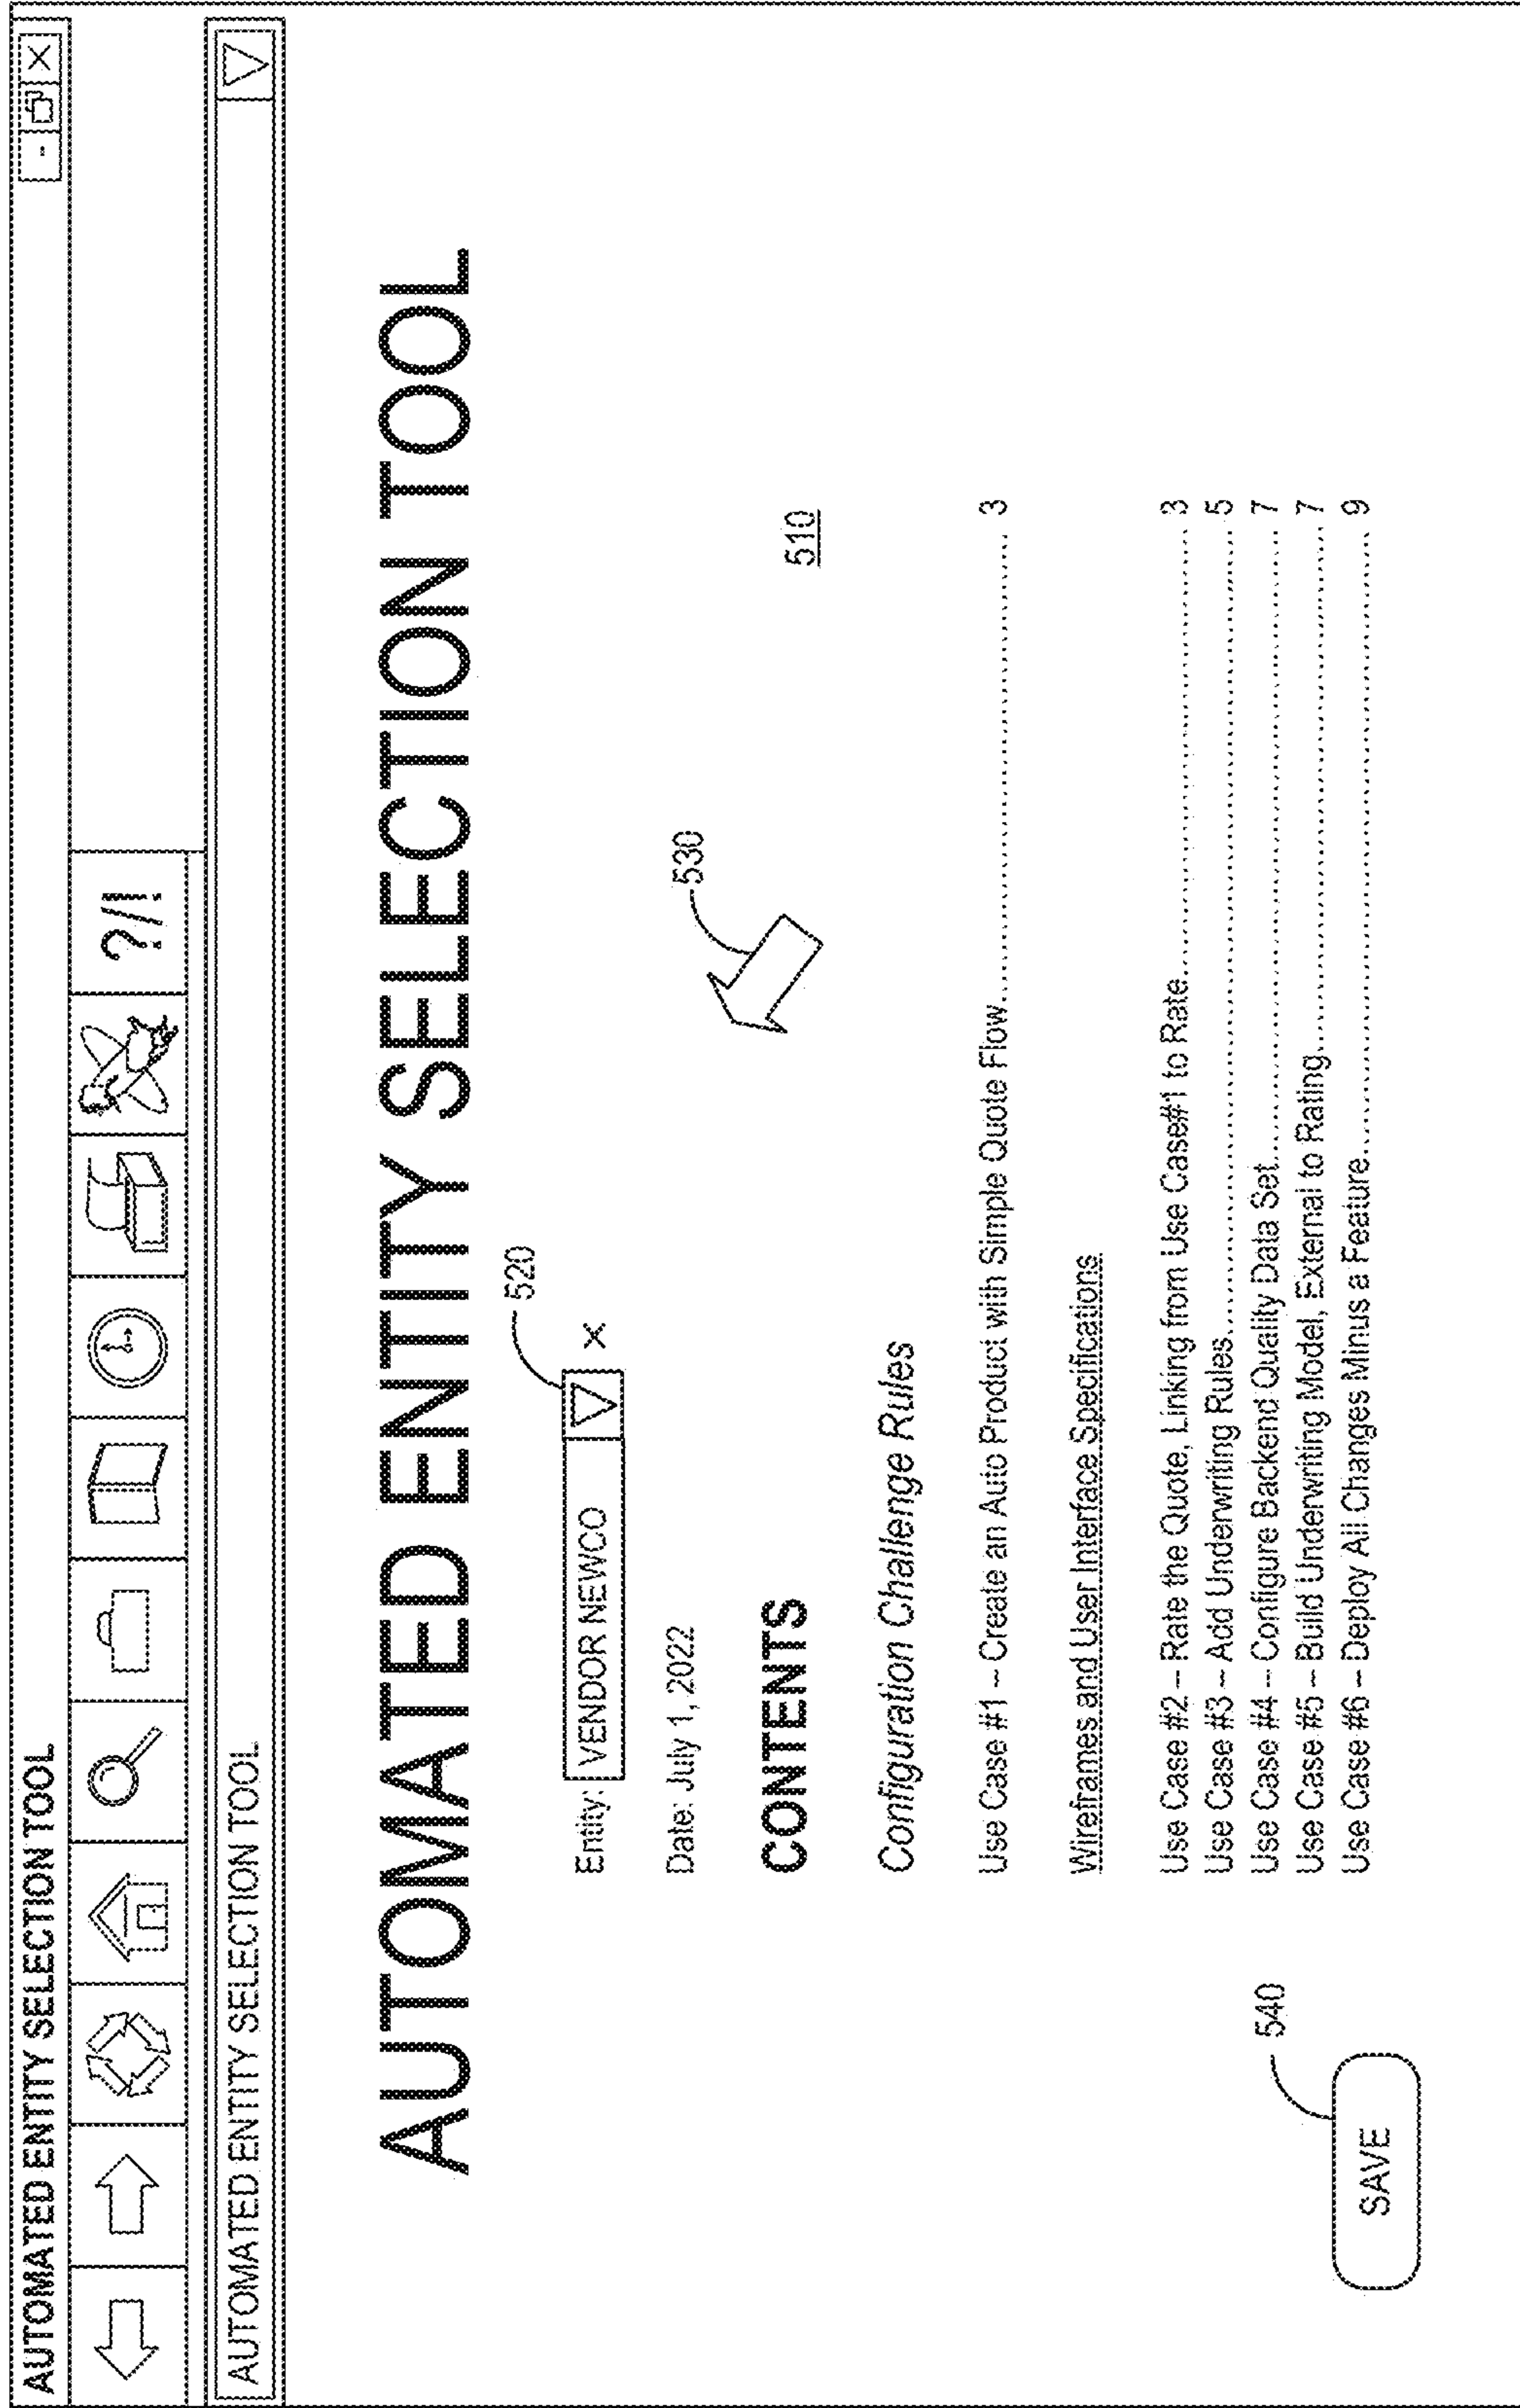 AUTOMATED ENTITY SELECTION TOOL
?/!
AUTOMATED ENTITY SELECTION TOOL
AUTOMATED ENTITY SELECTION TOOL
520
Entity: VENDOR NEWCO X
Date: July 1, 2022
530
CONTENTS
510
Configuration Challenge Rules
Use Case #1 – Create an Auto Product with Simple Quote Flow.......... 3
Wireframes and User Interface Specifications
Use Case #2 – Rate the Quote, Linking from Use Case#1 to Rate.......... 3
Use Case #3 – Add Underwriting Rules.......... 5
Use Case #4 – Configure Backend Quality Data Set.......... 7
Use Case #5 – Build Underwriting Model, External to Rating.......... 7
Use Case #6 – Deploy All Changes Minus a Feature.......... 9
540
SAVE